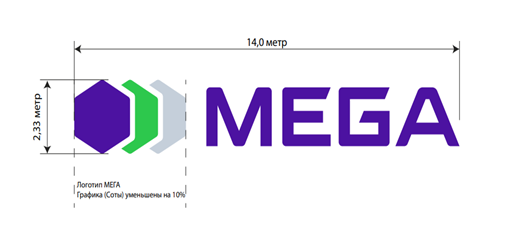 14,0 метр
2,33 метр
MEGA
Логотип МЕГА
Графика (Соты) уменьшены на 10%